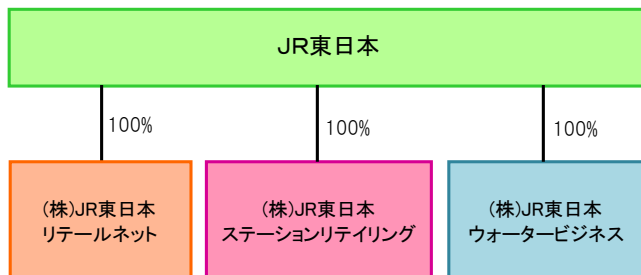 JR東日本
100%
100%
100%
(株)JR東日本
リテールネット
(株)JR東日本
ステーションリテイリング
(株)JR東日本
ウォータービジネス